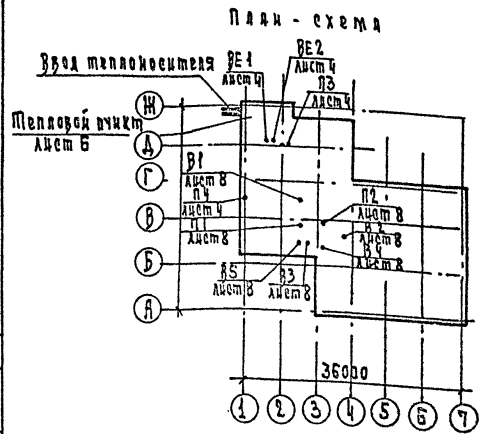 План - схема
Ввод теплоносителя
ВЕ1
лист 4
ВЕ2
лист 4
П3
лист 4
Ж
Тепловой пункт
лист 6
Д
Г
В1
лист 8
П4
лист 4
П1
лист 8
П2
лист 8
В2
лист 8
В4
лист 8
В
Б
В5
лист 8
В3
лист 8
А
36000
1 2 3 4 5 6 7